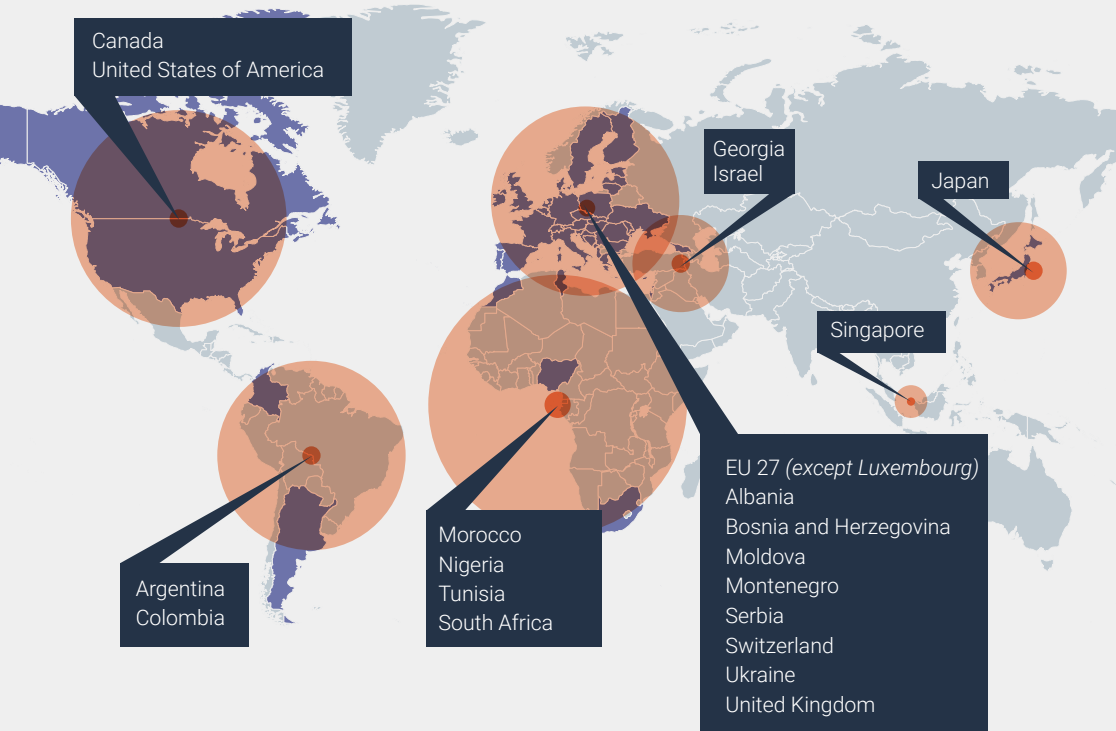 Canada
United States of America
Georgia
Israel
Japan
Singapore
Argentina
Colombia
Morocco
Nigeria
Tunisia
South Africa
EU 27 (except Luxembourg)
Albania
Bosnia and Herzegovina
Moldova
Montenegro
Serbia
Switzerland
Ukraine
United Kingdom